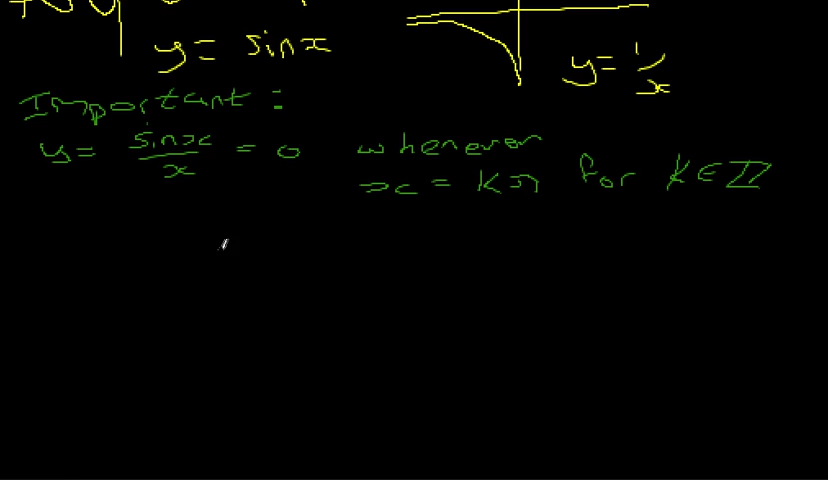 y = sin x
y = 1/x
Important :
y = sin x / x = 0 whenever
x = kπ for k ∈ ℤ